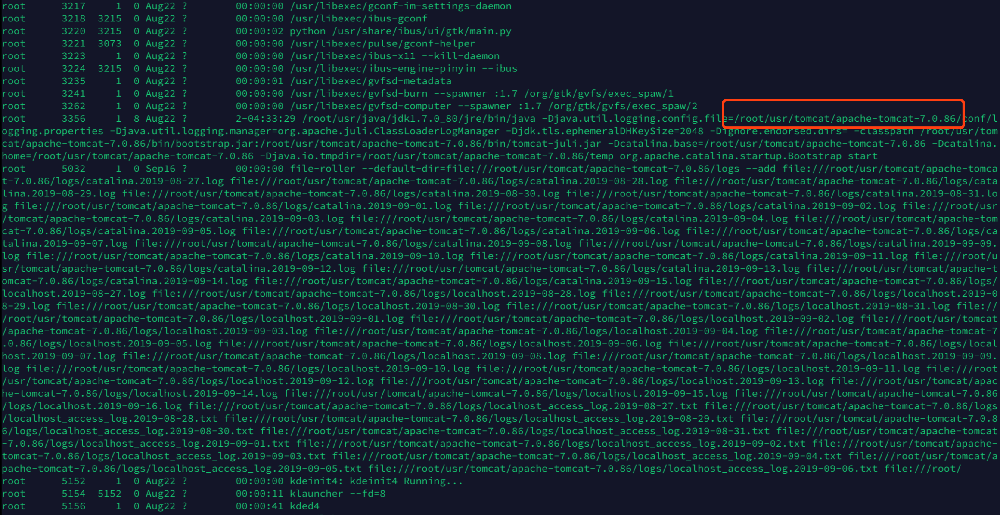 root      3217     1  0 Aug22 ?        00:00:00 /usr/libexec/gconf-im-settings-daemon
root      3218  3215  0 Aug22 ?        00:00:00 /usr/libexec/ibus-gconf
root      3220  3215  0 Aug22 ?        00:00:02 python /usr/share/ibus/ui/gtk/main.py
root      3221  3073  0 Aug22 ?        00:00:00 /usr/libexec/pulse/gconf-helper
root      3223     1  0 Aug22 ?        00:00:00 /usr/libexec/ibus-x11 --kill-daemon
root      3224  3215  0 Aug22 ?        00:00:00 /usr/libexec/ibus-engine-pinyin --ibus
root      3235     1  0 Aug22 ?        00:00:01 /usr/libexec/gvfsd-metadata
root      3241     1  0 Aug22 ?        00:00:00 /usr/libexec/gvfsd-burn --spawner :1.7 /org/gtk/gvfs/exec_spaw/1
root      3262     1  0 Aug22 ?        00:00:00 /usr/libexec/gvfsd-computer --spawner :1.7 /org/gtk/gvfs/exec_spaw/2
root      3356     1  8 Aug22 ?        2-04:33:29 /root/usr/java/jdk1.7.0_80/jre/bin/java -Djava.util.logging.config.file=/root/usr/tomcat/apache-tomcat-7.0.86/conf/l
ogging.properties -Djava.util.logging.manager=org.apache.juli.ClassLoaderLogManager -Djdk.tls.ephemeralDHKeySize=2048 -Dignore.endorsed.dirs= -classpath /root/usr/tom
cat/apache-tomcat-7.0.86/bin/bootstrap.jar:/root/usr/tomcat/apache-tomcat-7.0.86/bin/tomcat-juli.jar -Dcatalina.base=/root/usr/tomcat/apache-tomcat-7.0.86 -Dcatalina.
home=/root/usr/tomcat/apache-tomcat-7.0.86 -Djava.io.tmpdir=/root/usr/tomcat/apache-tomcat-7.0.86/temp org.apache.catalina.startup.Bootstrap start
root      5032     1  0 Sep16 ?        00:00:00 file-roller --default-dir=file:///root/usr/tomcat/apache-tomcat-7.0.86/logs --add file:///root/usr/tomcat/apache-tomca
t-7.0.86/logs/catalina.2019-08-27.log file:///root/usr/tomcat/apache-tomcat-7.0.86/logs/catalina.2019-08-28.log file:///root/usr/tomcat/apache-tomcat-7.0.86/logs/cata
lina.2019-08-29.log file:///root/usr/tomcat/apache-tomcat-7.0.86/logs/catalina.2019-08-30.log file:///root/usr/tomcat/apache-tomcat-7.0.86/logs/catalina.2019-08-31.lo
g file:///root/usr/tomcat/apache-tomcat-7.0.86/logs/catalina.2019-09-01.log file:///root/usr/tomcat/apache-tomcat-7.0.86/logs/catalina.2019-09-02.log file:///root/usr
/tomcat/apache-tomcat-7.0.86/logs/catalina.2019-09-03.log file:///root/usr/tomcat/apache-tomcat-7.0.86/logs/catalina.2019-09-04.log file:///root/usr/tomcat/apache-tom
cat-7.0.86/logs/catalina.2019-09-05.log file:///root/usr/tomcat/apache-tomcat-7.0.86/logs/catalina.2019-09-06.log file:///root/usr/tomcat/apache-tomcat-7.0.86/logs/ca
talina.2019-09-07.log file:///root/usr/tomcat/apache-tomcat-7.0.86/logs/catalina.2019-09-08.log file:///root/usr/tomcat/apache-tomcat-7.0.86/logs/catalina.2019-09-09.
log file:///root/usr/tomcat/apache-tomcat-7.0.86/logs/catalina.2019-09-10.log file:///root/usr/tomcat/apache-tomcat-7.0.86/logs/catalina.2019-09-11.log file:///root/u
sr/tomcat/apache-tomcat-7.0.86/logs/catalina.2019-09-12.log file:///root/usr/tomcat/apache-tomcat-7.0.86/logs/catalina.2019-09-13.log file:///root/usr/tomcat/apache-t
omcat-7.0.86/logs/catalina.2019-09-14.log file:///root/usr/tomcat/apache-tomcat-7.0.86/logs/catalina.2019-09-15.log file:///root/usr/tomcat/apache-tomcat-7.0.86/logs/
localhost.2019-08-27.log file:///root/usr/tomcat/apache-tomcat-7.0.86/logs/localhost.2019-08-28.log file:///root/usr/tomcat/apache-tomcat-7.0.86/logs/localhost.2019-0
8-29.log file:///root/usr/tomcat/apache-tomcat-7.0.86/logs/localhost.2019-08-30.log file:///root/usr/tomcat/apache-tomcat-7.0.86/logs/localhost.2019-08-31.log file://
/root/usr/tomcat/apache-tomcat-7.0.86/logs/localhost.2019-09-01.log file:///root/usr/tomcat/apache-tomcat-7.0.86/logs/localhost.2019-09-02.log file:///root/usr/tomcat
/apache-tomcat-7.0.86/logs/localhost.2019-09-03.log file:///root/usr/tomcat/apache-tomcat-7.0.86/logs/localhost.2019-09-04.log file:///root/usr/tomcat/apache-tomcat-7
.0.86/logs/localhost.2019-09-05.log file:///root/usr/tomcat/apache-tomcat-7.0.86/logs/localhost.2019-09-06.log file:///root/usr/tomcat/apache-tomcat-7.0.86/logs/local
host.2019-09-07.log file:///root/usr/tomcat/apache-tomcat-7.0.86/logs/localhost.2019-09-08.log file:///root/usr/tomcat/apache-tomcat-7.0.86/logs/localhost.2019-09-09.
log file:///root/usr/tomcat/apache-tomcat-7.0.86/logs/localhost.2019-09-10.log file:///root/usr/tomcat/apache-tomcat-7.0.86/logs/localhost.2019-09-11.log file:///root
/usr/tomcat/apache-tomcat-7.0.86/logs/localhost.2019-09-12.log file:///root/usr/tomcat/apache-tomcat-7.0.86/logs/localhost.2019-09-13.log file:///root/usr/tomcat/apac
he-tomcat-7.0.86/logs/localhost.2019-09-14.log file:///root/usr/tomcat/apache-tomcat-7.0.86/logs/localhost.2019-09-15.log file:///root/usr/tomcat/apache-tomcat-7.0.86
/logs/localhost.2019-09-16.log file:///root/usr/tomcat/apache-tomcat-7.0.86/logs/localhost_access_log.2019-08-27.txt file:///root/usr/tomcat/apache-tomcat-7.0.86/logs
/localhost_access_log.2019-08-28.txt file:///root/usr/tomcat/apache-tomcat-7.0.86/logs/localhost_access_log.2019-08-29.txt file:///root/usr/tomcat/apache-tomcat-7.0.8
6/logs/localhost_access_log.2019-08-30.txt file:///root/usr/tomcat/apache-tomcat-7.0.86/logs/localhost_access_log.2019-08-31.txt file:///root/usr/tomcat/apache-tomcat
-7.0.86/logs/localhost_access_log.2019-09-01.txt file:///root/usr/tomcat/apache-tomcat-7.0.86/logs/localhost_access_log.2019-09-02.txt file:///root/usr/tomcat/apache-
tomcat-7.0.86/logs/localhost_access_log.2019-09-03.txt file:///root/usr/tomcat/apache-tomcat-7.0.86/logs/localhost_access_log.2019-09-04.txt file:///root/usr/tomcat/a
pache-tomcat-7.0.86/logs/localhost_access_log.2019-09-05.txt file:///root/usr/tomcat/apache-tomcat-7.0.86/logs/localhost_access_log.2019-09-06.txt file:///root/
root      5152     1  0 Aug22 ?        00:00:00 kdeinit4: kdeinit4 Running...
root      5154  5152  0 Aug22 ?        00:00:11 klauncher --fd=8
root      5156     1  0 Aug22 ?        00:00:41 kded4